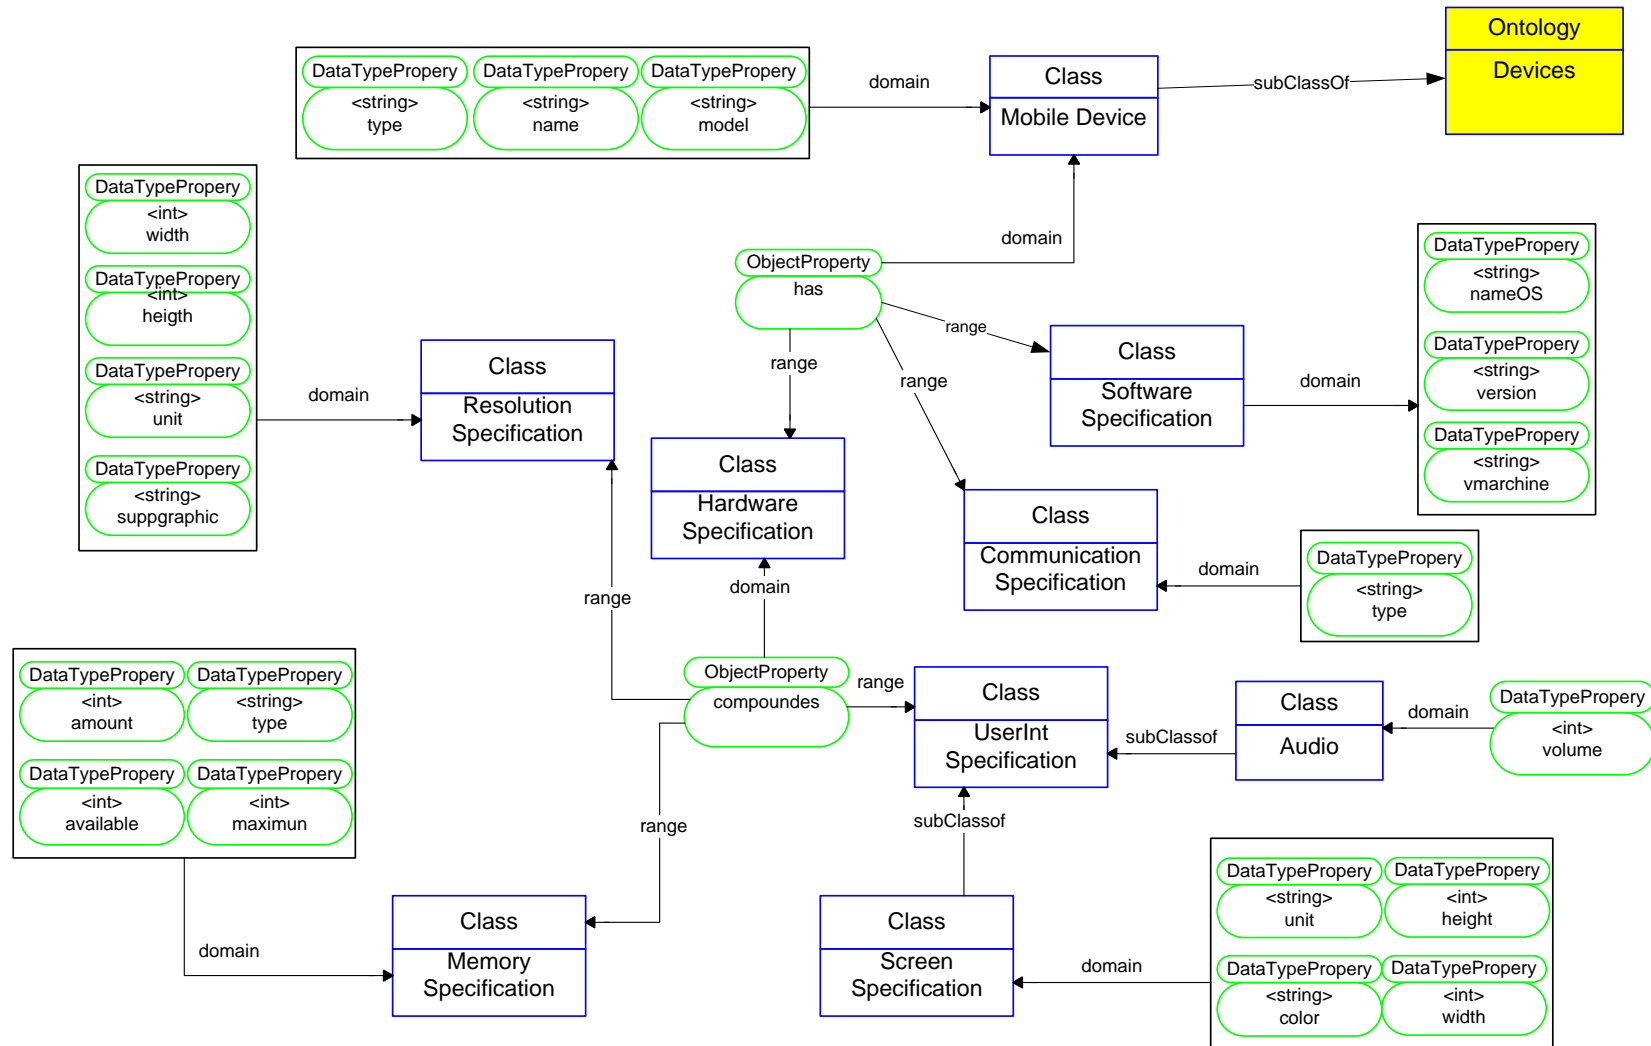 Ontology
Devices
Class
Mobile Device
subClassOf
domain
DataTypePropery
<string>
type
DataTypePropery
<string>
name
DataTypePropery
<string>
model
DataTypePropery
<int>
width
DataTypePropery
<int>
heigth
DataTypePropery
<string>
unit
DataTypePropery
<string>
suppgraphic
domain
Class
Resolution
Specification
ObjectProperty
has
domain
range
range
range
Class
Software
Specification
domain
DataTypePropery
<string>
nameOS
DataTypePropery
<string>
version
DataTypePropery
<string>
vmarchine
Class
Hardware
Specification
Class
Communication
Specification
domain
DataTypePropery
<string>
type
domain
range
ObjectProperty
compoundes
range
range
Class
UserInt
Specification
subClassof
Class
Audio
domain
DataTypePropery
<int>
volume
DataTypePropery
<int>
amount
DataTypePropery
<string>
type
DataTypePropery
<int>
available
DataTypePropery
<int>
maximun
domain
Class
Memory
Specification
subClassof
Class
Screen
Specification
domain
DataTypePropery
<string>
unit
DataTypePropery
<int>
height
DataTypePropery
<string>
color
DataTypePropery
<int>
width